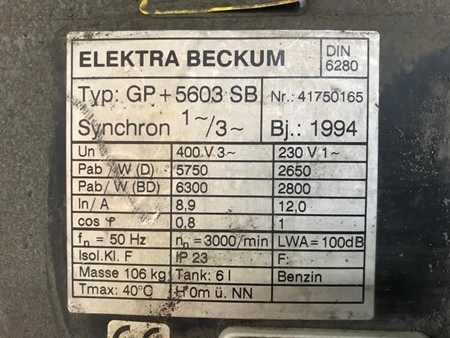 ELEKTRA BECKUM DIN 6280
Typ: GP+5603 SB Nr.: 41750165
Synchron 1~/3~ Bj.: 1994
Un 400.V 3~ 230 V 1~
Pab/W (D) 5750 2650
Pab/W (BD) 6300 2800
In/A 8,9 12,0
cos φ 0,8 1
fn = 50 Hz nn = 3000/min LWA = 100dB
Isol.Kl. F IP 23 F:
Masse 106 kg Tank: 6 l Benzin
Tmax: 40°C H 0m ü. NN
CE